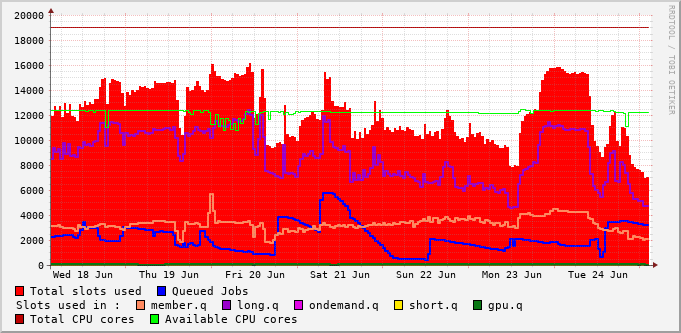 RRDTOOL / TOBI OETIKER
20000
18000
16000
14000
12000
10000
8000
6000
4000
2000
0
Wed 18 Jun Thu 19 Jun Fri 20 Jun Sat 21 Jun Sun 22 Jun Mon 23 Jun Tue 24 Jun
Total slots used Queued Jobs
Slots used in : member.q long.q ondemand.q short.q gpu.q
Total CPU cores Available CPU cores